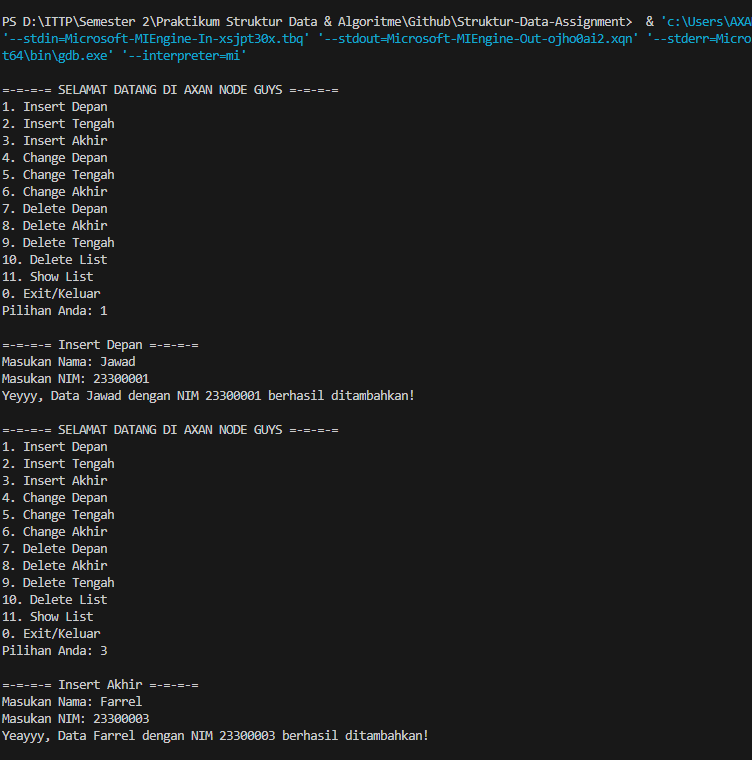 PS D:\ITTP\Semester 2\Praktikum Struktur Data & Algoritme\Github\Struktur-Data-Assignment>  & 'c:\Users\AXA
'--stdin=Microsoft-MIEngine-In-xsjpt30x.tbq' '--stdout=Microsoft-MIEngine-Out-ojho0ai2.xqn' '--stderr=Micro
t64\bin\gdb.exe' '--interpreter=mi'
=-=-=-= SELAMAT DATANG DI AXAN NODE GUYS =-=-=-=
1. Insert Depan
2. Insert Tengah
3. Insert Akhir
4. Change Depan
5. Change Tengah
6. Change Akhir
7. Delete Depan
8. Delete Akhir
9. Delete Tengah
10. Delete List
11. Show List
0. Exit/Keluar
Pilihan Anda: 1
=-=-=-= Insert Depan =-=-=-=
Masukan Nama: Jawad
Masukan NIM: 23300001
Yeyyy, Data Jawad dengan NIM 23300001 berhasil ditambahkan!
=-=-=-= SELAMAT DATANG DI AXAN NODE GUYS =-=-=-=
1. Insert Depan
2. Insert Tengah
3. Insert Akhir
4. Change Depan
5. Change Tengah
6. Change Akhir
7. Delete Depan
8. Delete Akhir
9. Delete Tengah
10. Delete List
11. Show List
0. Exit/Keluar
Pilihan Anda: 3
=-=-=-= Insert Akhir =-=-=-=
Masukan Nama: Farrel
Masukan NIM: 23300003
Yeayyy, Data Farrel dengan NIM 23300003 berhasil ditambahkan!